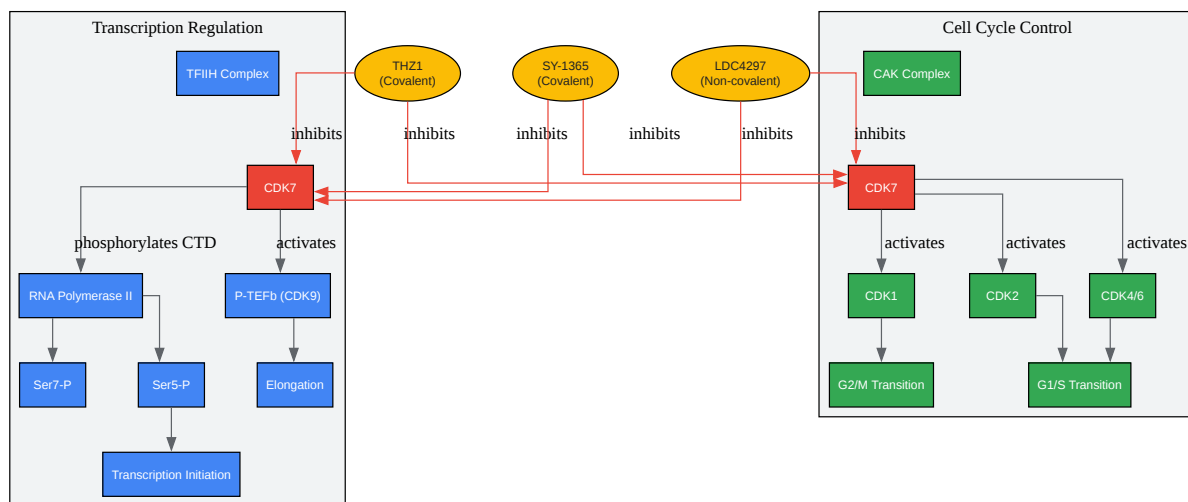 Transcription Regulation
Cell Cycle Control
TFIIH Complex
THZ1
(Covalent)
SY-1365
(Covalent)
LDC4297
(Non-covalent)
CAK Complex
inhibits
inhibits
inhibits
inhibits
inhibits
inhibits
CDK7
CDK7
phosphorylates CTD
activates
activates
activates
activates
RNA Polymerase II
P-TEFb (CDK9)
CDK1
CDK2
CDK4/6
Ser7-P
Ser5-P
Elongation
G2/M Transition
G1/S Transition
Transcription Initiation